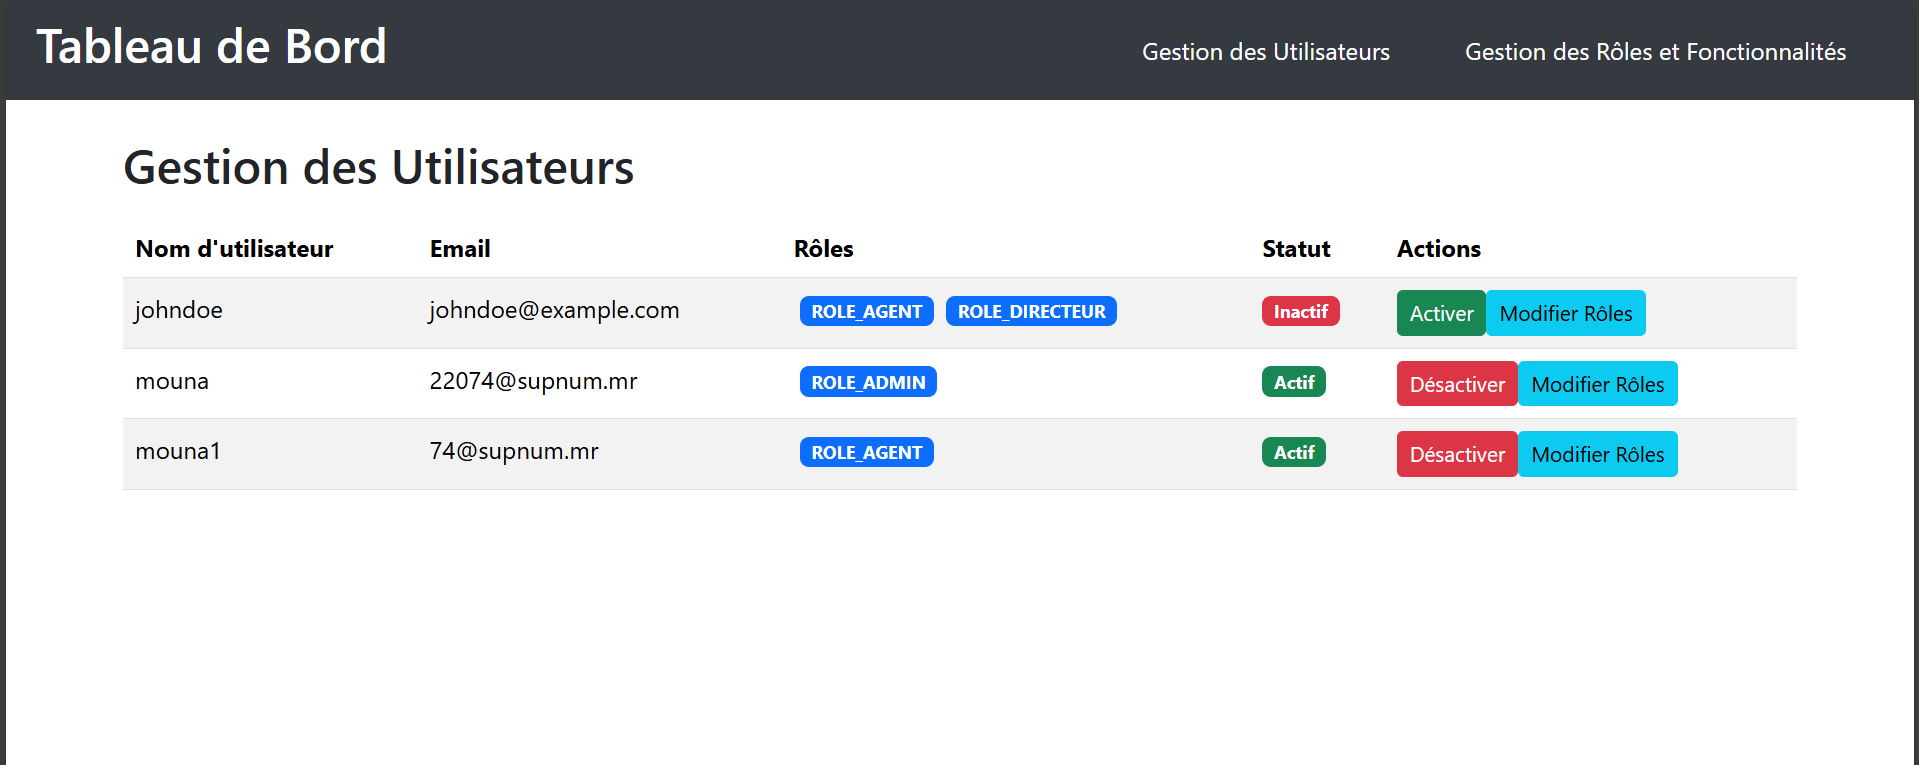 Tableau de Bord Gestion des Utilisateurs Gestion des Rôles et Fonctionnalités
Gestion des Utilisateurs
Nom d'utilisateur Email Rôles Statut Actions
johndoe johndoe@example.com ROLE_AGENT ROLE_DIRECTEUR Inactif Activer Modifier Rôles
mouna 22074@supnum.mr ROLE_ADMIN Actif Désactiver Modifier Rôles
mouna1 74@supnum.mr ROLE_AGENT Actif Désactiver Modifier Rôles